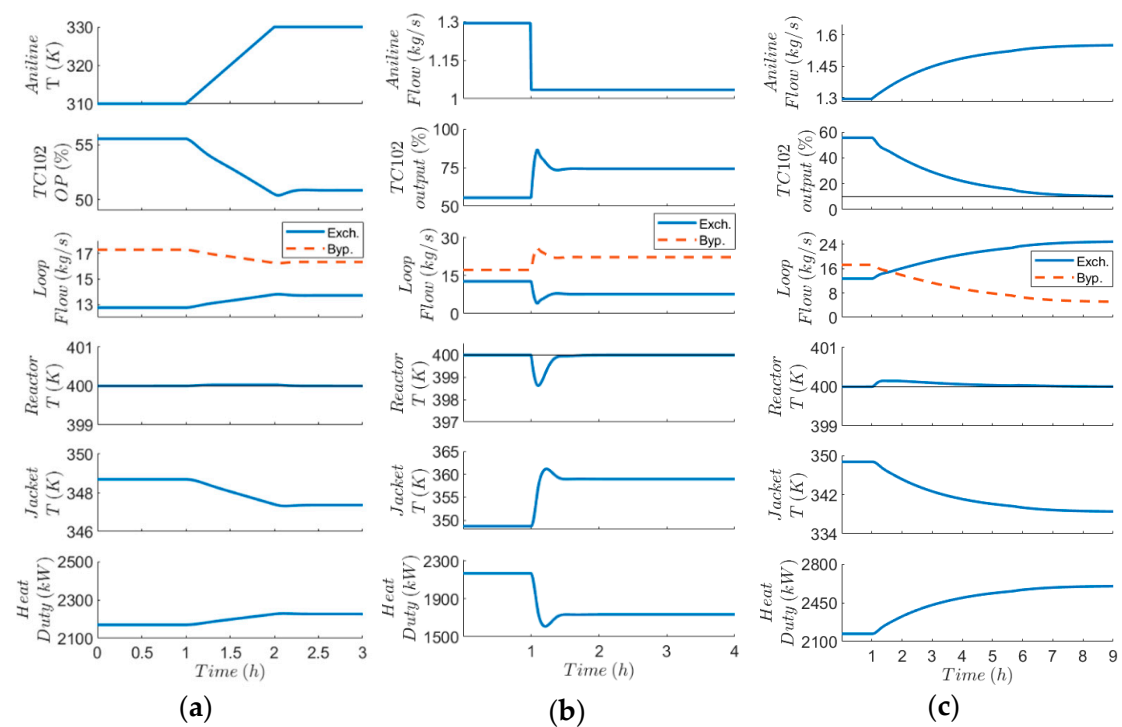 Aniline
T (K)
330
320
310
TC102
OP (%)
55
50
Exch.
Byp.
Loop
Flow (kg/s)
17
15
13
Reactor
T (K)
401
400
399
Jacket
T (K)
350
348
346
Heat
Duty (kW)
2500
2300
2100
0 0.5 1 1.5 2 2.5 3
Time (h)
(a)
Aniline
Flow (kg/s)
1.3
1.15
1
TC102
output (%)
100
75
50
Exch.
Byp.
Loop
Flow (kg/s)
30
15
0
Reactor
T (K)
400
399
398
397
Jacket
T (K)
365
360
355
350
Heat
Duty (kW)
2300
1900
1500
0 1 2 3 4
Time (h)
(b)
Aniline
Flow (kg/s)
1.6
1.45
1.3
TC102
output (%)
60
40
20
0
Loop
Flow (kg/s)
24
16
8
0
Exch.
Byp.
Reactor
T (K)
401
400
399
Jacket
T (K)
350
342
334
Heat
Duty (kW)
2800
2450
2100
1 2 3 4 5 6 7 8 9
Time (h)
(c)